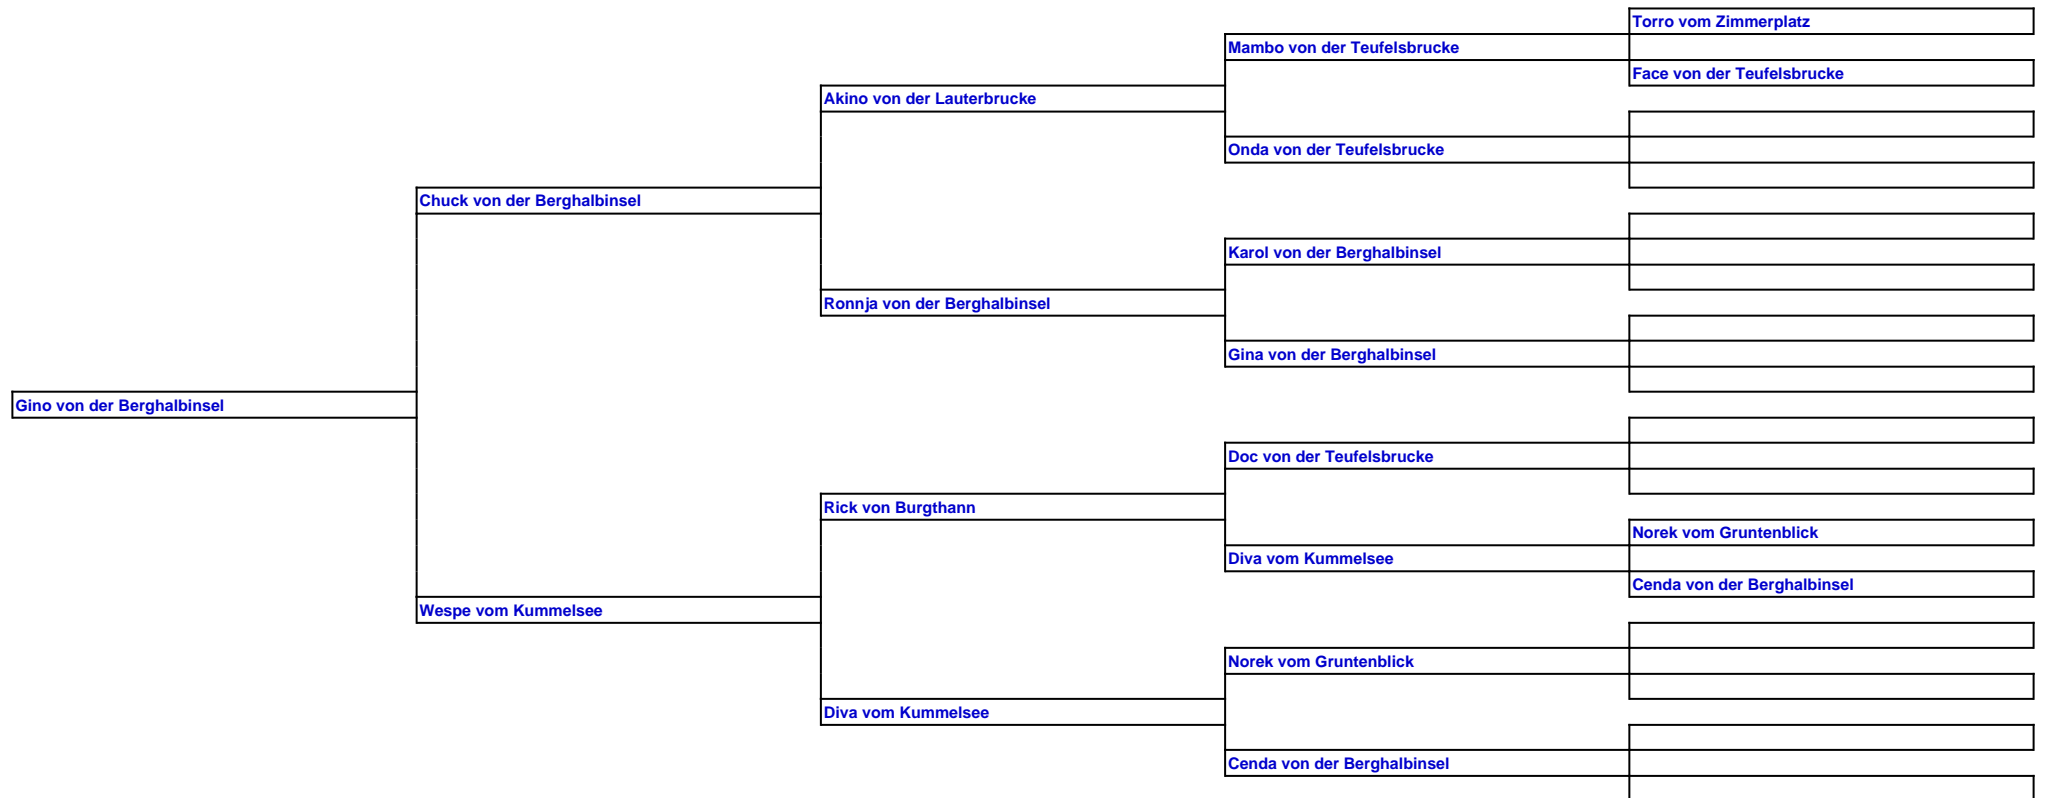 Torro vom Zimmerplatz
Mambo von der Teufelsbrucke
Face von der Teufelsbrucke
Akino von der Lauterbrucke
Onda von der Teufelsbrucke
Chuck von der Berghalbinsel
Karol von der Berghalbinsel
Ronnja von der Berghalbinsel
Gina von der Berghalbinsel
Gino von der Berghalbinsel
Doc von der Teufelsbrucke
Rick von Burgthann
Norek vom Gruntenblick
Diva vom Kummelsee
Cenda von der Berghalbinsel
Wespe vom Kummelsee
Norek vom Gruntenblick
Diva vom Kummelsee
Cenda von der Berghalbinsel